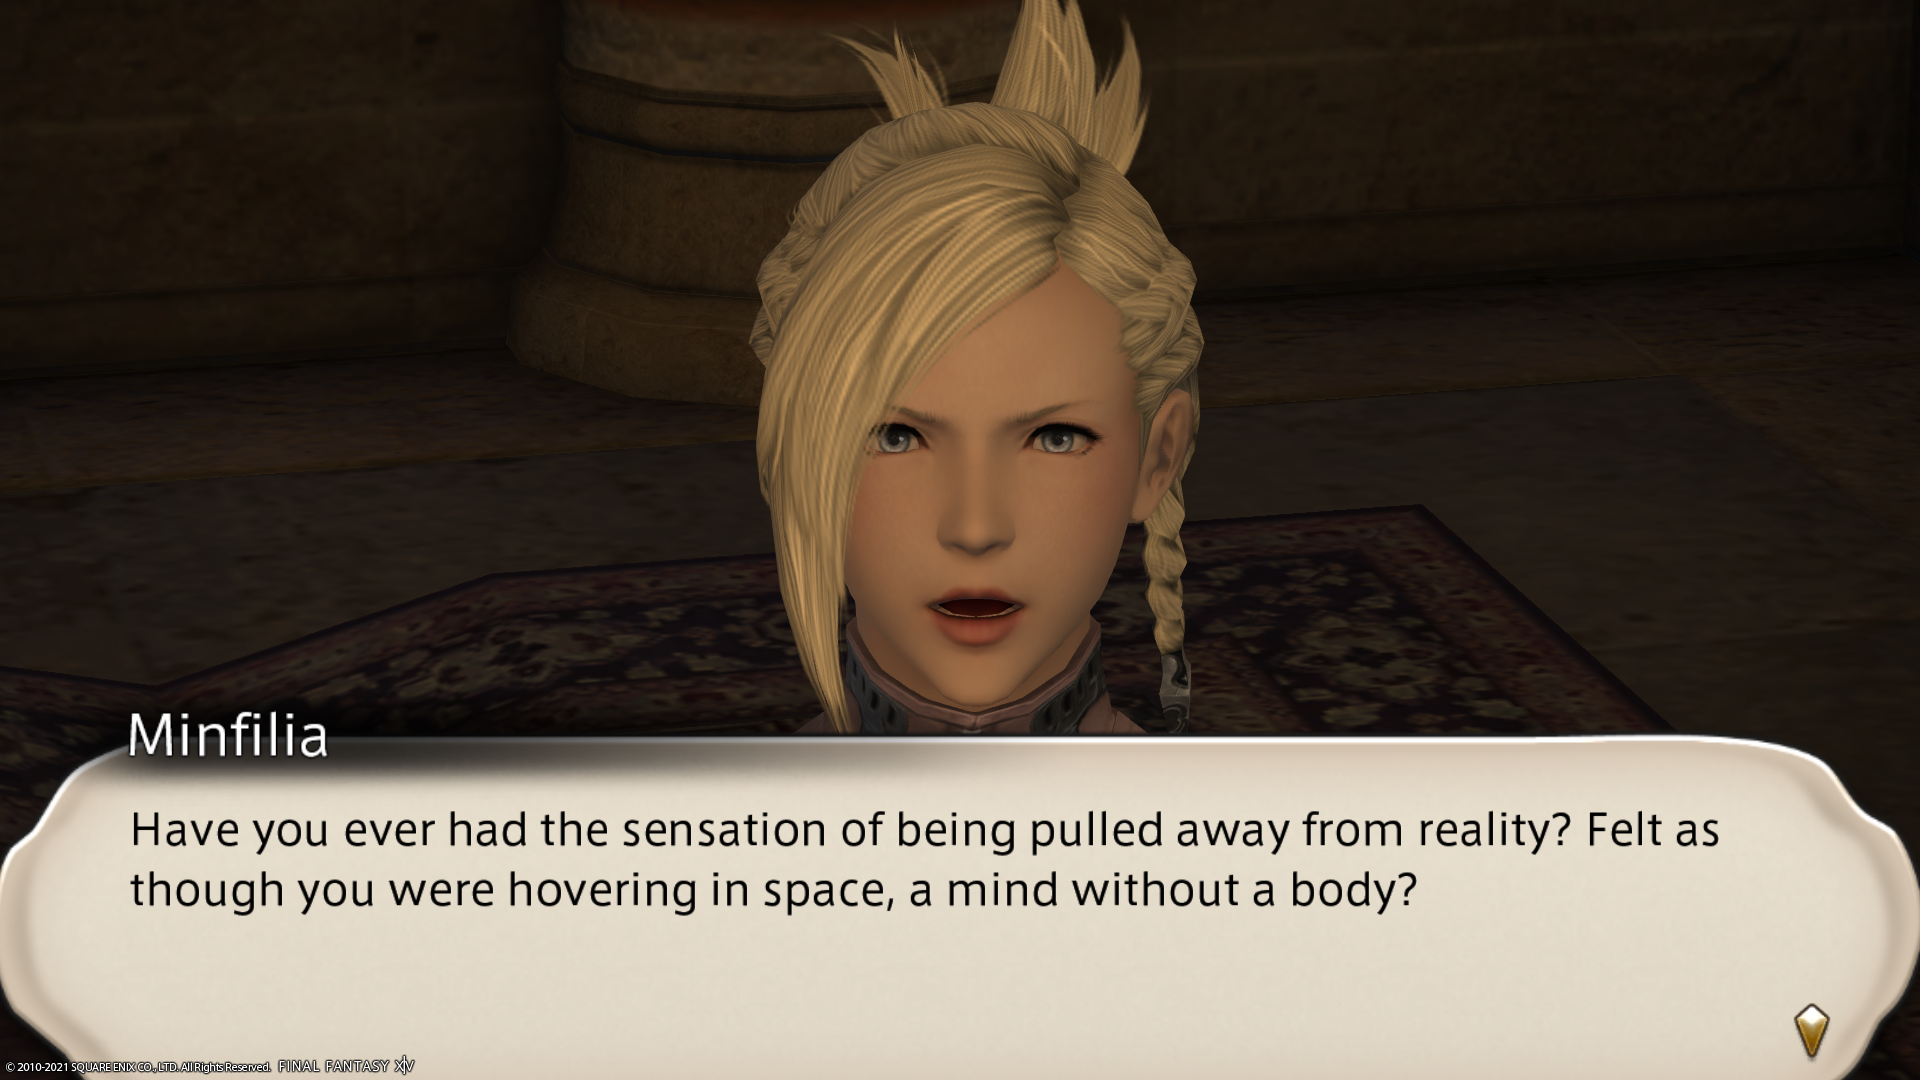 Minfilia
Have you ever had the sensation of being pulled away from reality? Felt as
though you were hovering in space, a mind without a body?
© 2010-2021 SQUARE ENIX CO., LTD. All Rights Reserved. FINAL FANTASY XIV